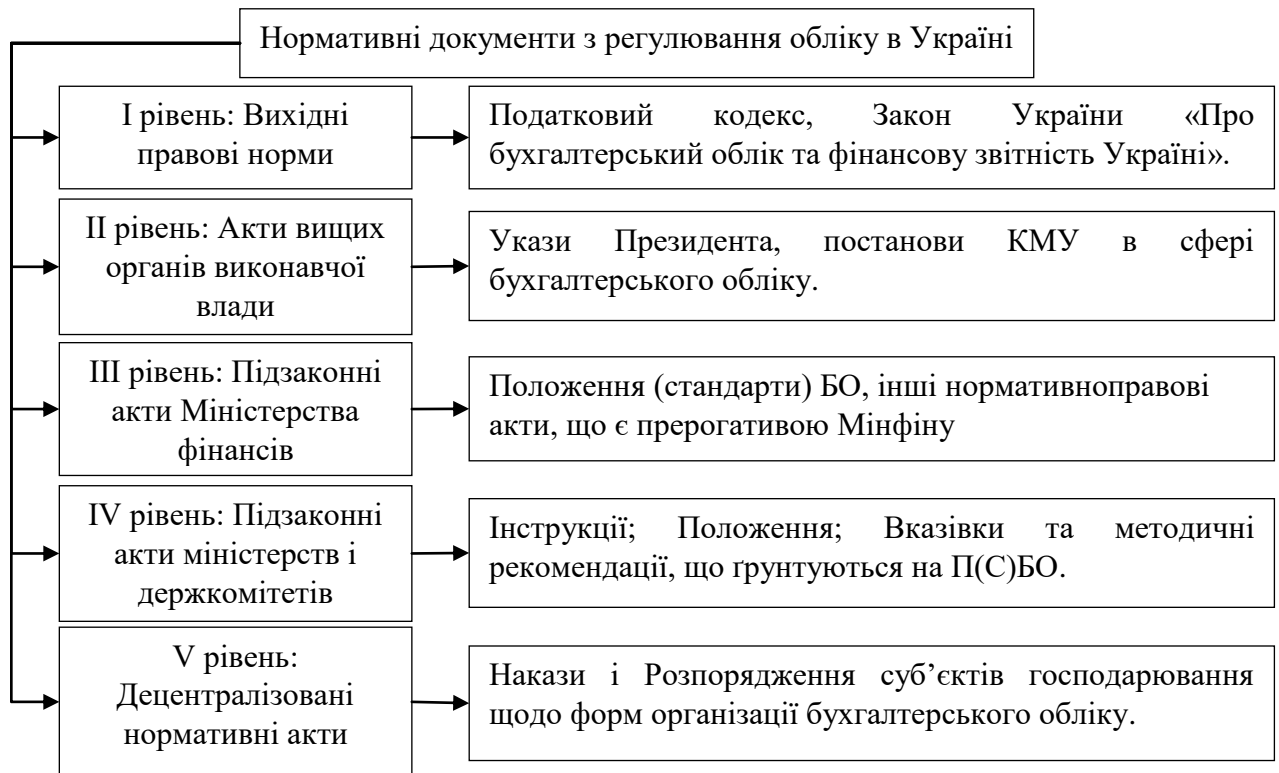 Нормативні документи з регулювання обліку в Україні
І рівень: Вихідні
правові норми
Податковий кодекс, Закон України «Про
бухгалтерський облік та фінансову звітність Україні».
ІІ рівень: Акти вищих
органів виконавчої
влади
Укази Президента, постанови КМУ в сфері
бухгалтерського обліку.
ІІІ рівень: Підзаконні
акти Міністерства
фінансів
Положення (стандарти) БО, інші нормативноправові
акти, що є прерогативою Мінфіну
IV рівень: Підзаконні
акти міністерств і
держкомітетів
Інструкції; Положення; Вказівки та методичні
рекомендації, що ґрунтуються на П(С)БО.
V рівень:
Децентралізовані
нормативні акти
Накази і Розпорядження суб’єктів господарювання
щодо форм організації бухгалтерського обліку.